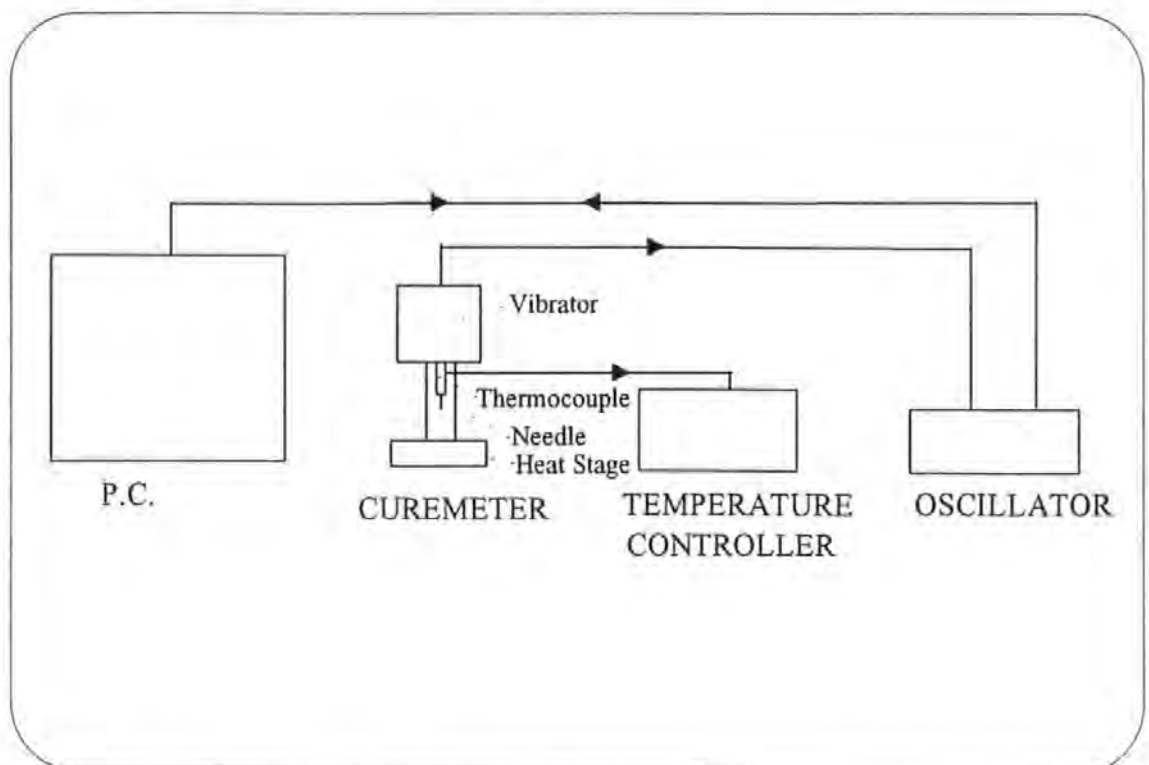 Vibrator
Thermocouple
Needle
Heat Stage
P.C.
CUREMETER
TEMPERATURE
CONTROLLER
OSCILLATOR